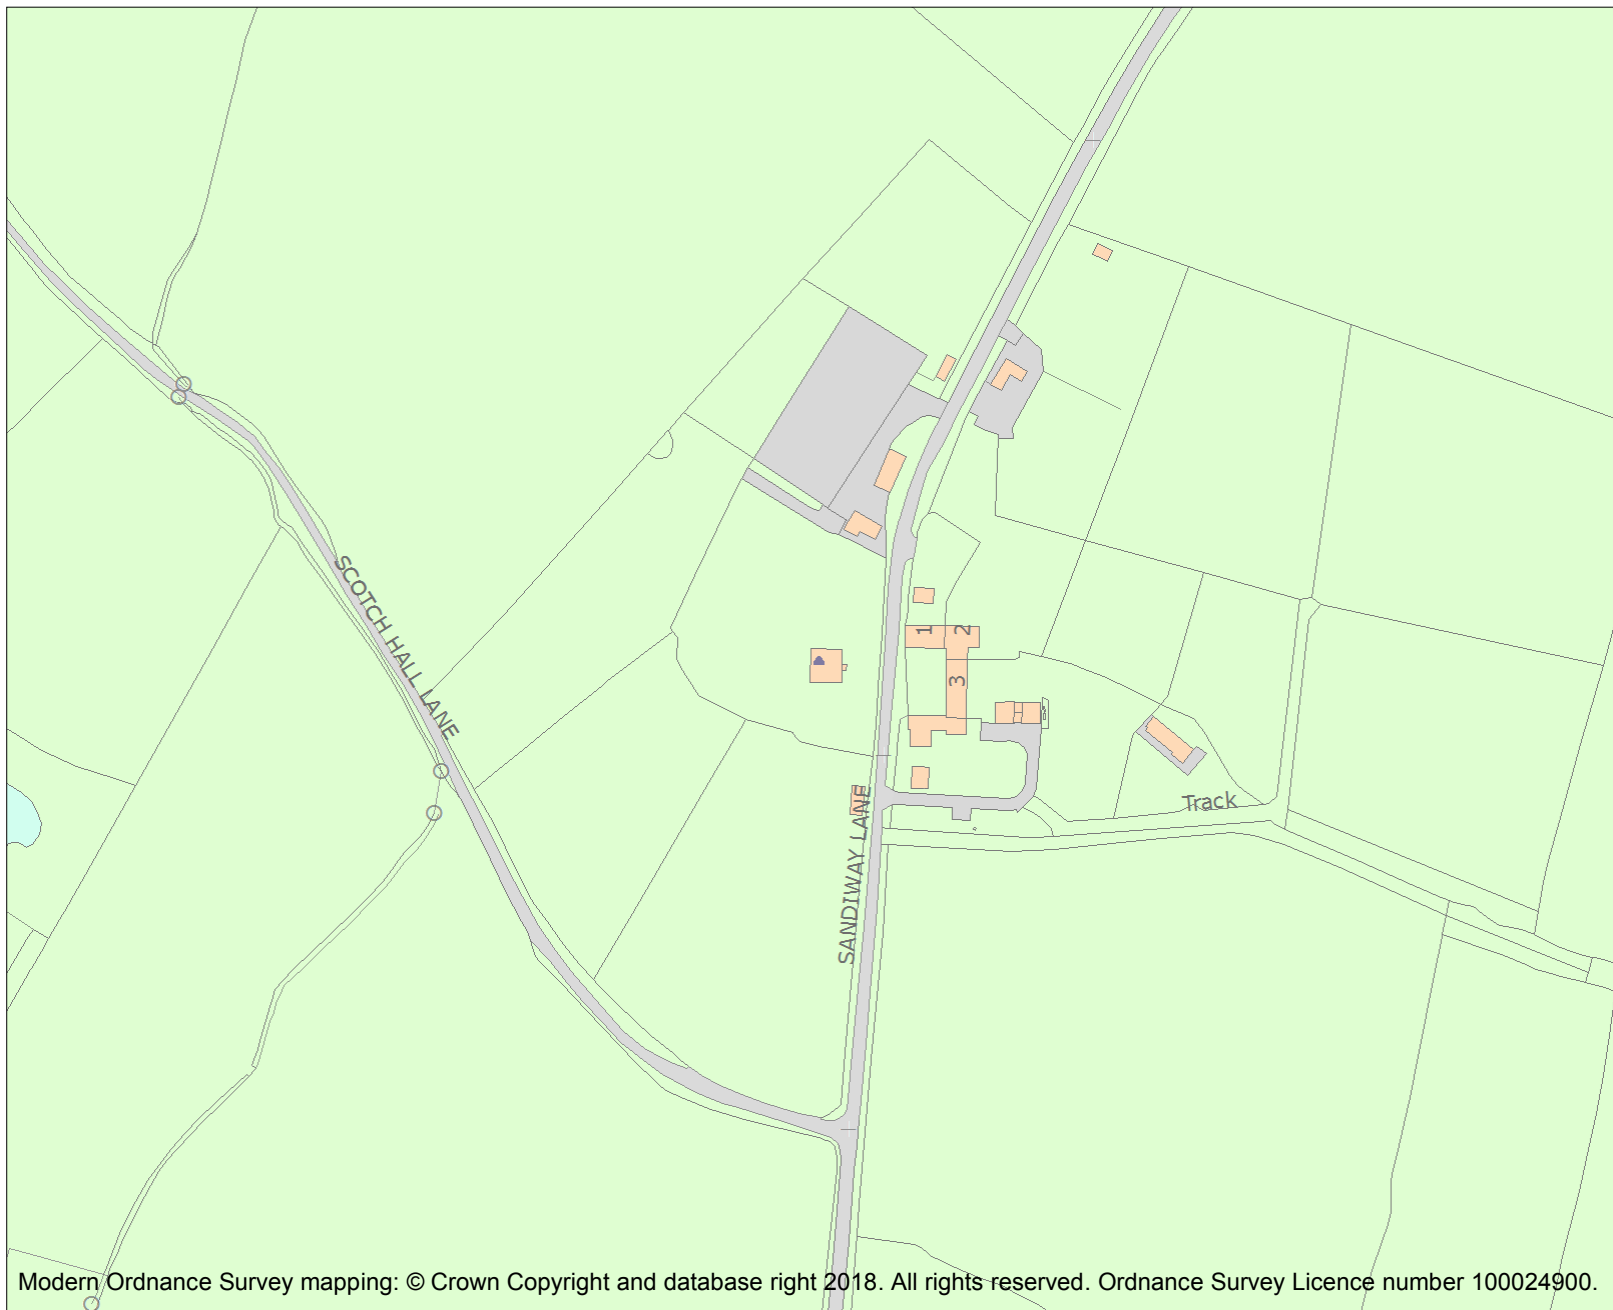 1
2
SCOTCH HALL LANE
3
Track
SANDIWAY LANE
Modern Ordnance Survey mapping: © Crown Copyright and database right 2018. All rights reserved. Ordnance Survey Licence number 100024900.